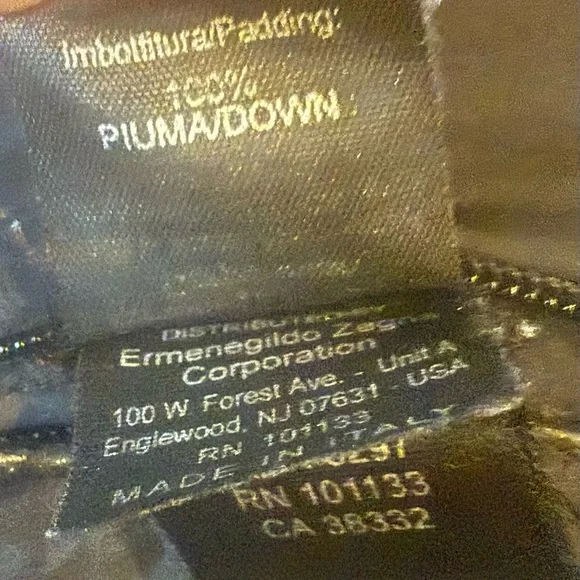 Imbottitura/Padding:
100%
PIUMA/DOWN
Ermenegildo Zegna
Corporation
100 W. Forest Ave. - Unit A
Englewood, NJ 07631 - USA
RN 101133
MADE IN ITALY
RN 101133
CA 38332